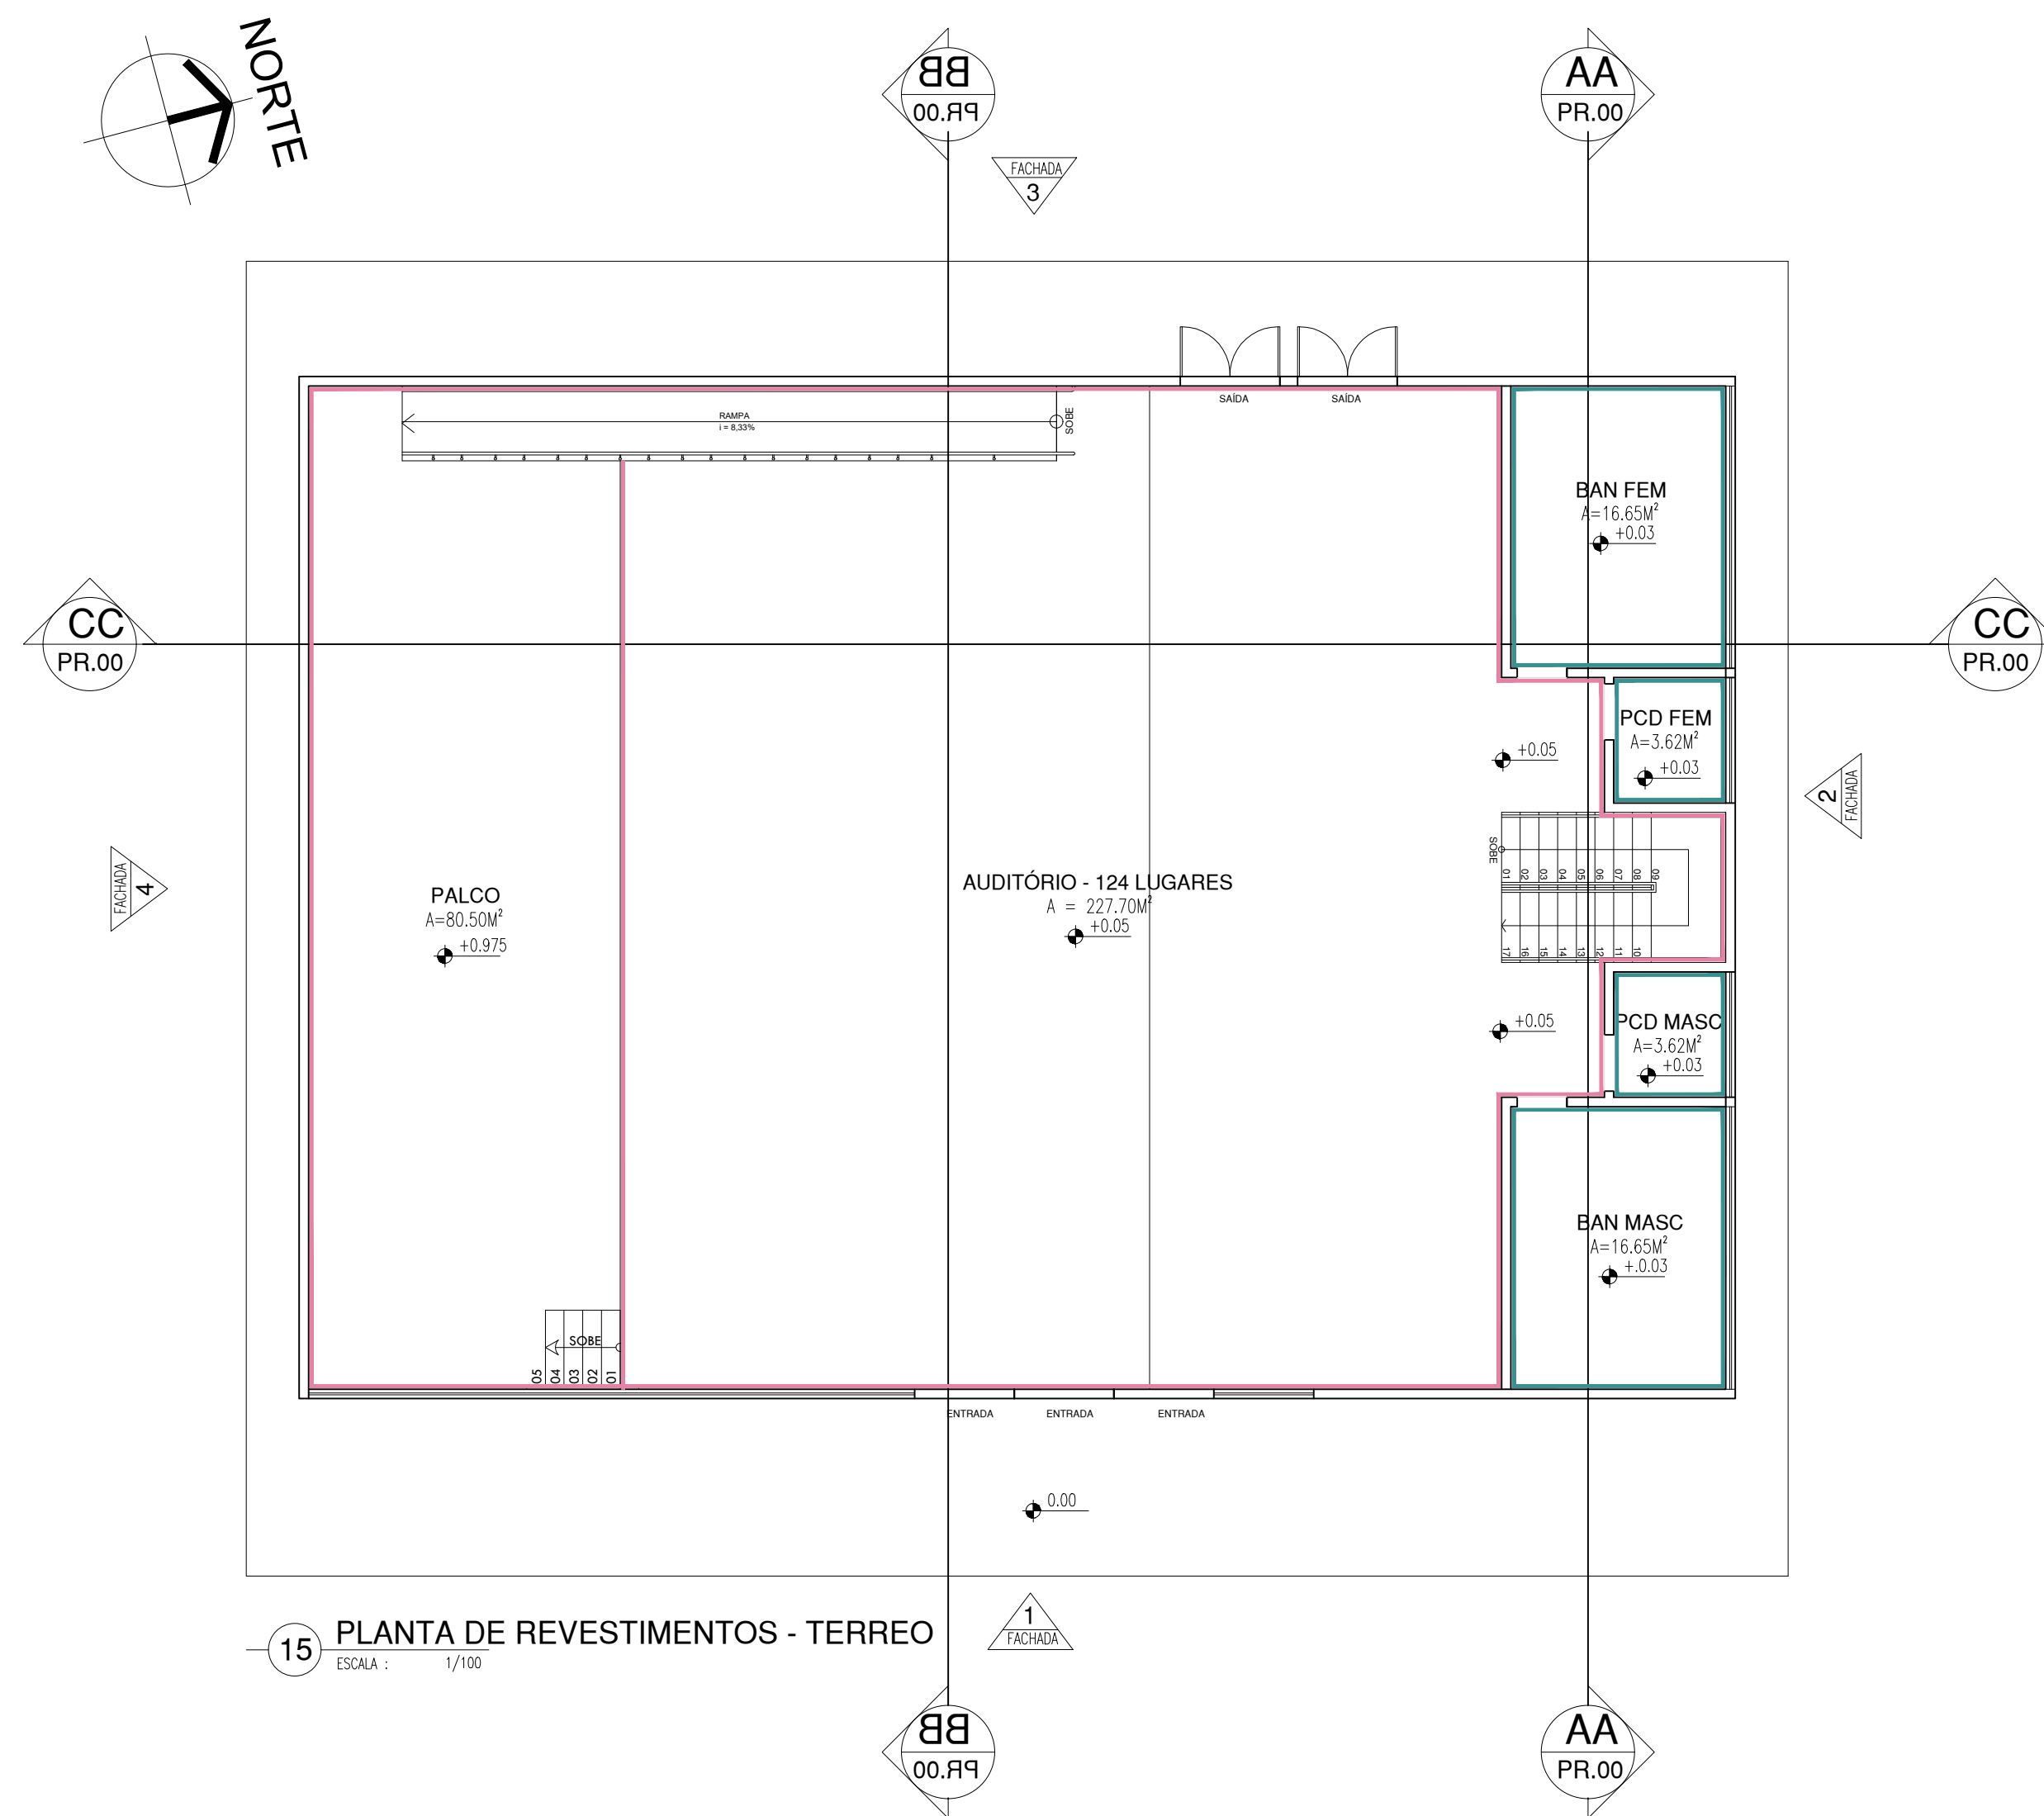 NORTE
BB
PR.00
AA
PR.00
FACHADA
3
SAÍDA
SAÍDA
RAMPA
i = 8,33%
SOBE
BAN FEM
A=16.65M²
+0.03
CC
PR.00
CC
PR.00
PCD FEM
A=3.62M²
+0.03
+0.05
2
FACHADA
FACHADA
4
SOBE
01
02
03
04
05
06
07
08
09
PALCO
A=80.50M²
+0.975
AUDITÓRIO - 124 LUGARES
A = 227.70M²
+0.05
17
16
15
14
13
12
11
10
+0.05
PCD MASC
A=3.62M²
+0.03
BAN MASC
A=16.65M²
+.0.03
SOBE
05
04
03
02
01
ENTRADA
ENTRADA
ENTRADA
0.00
15
PLANTA DE REVESTIMENTOS - TERREO
ESCALA : 1/100
1
FACHADA
BB
PR.00
AA
PR.00